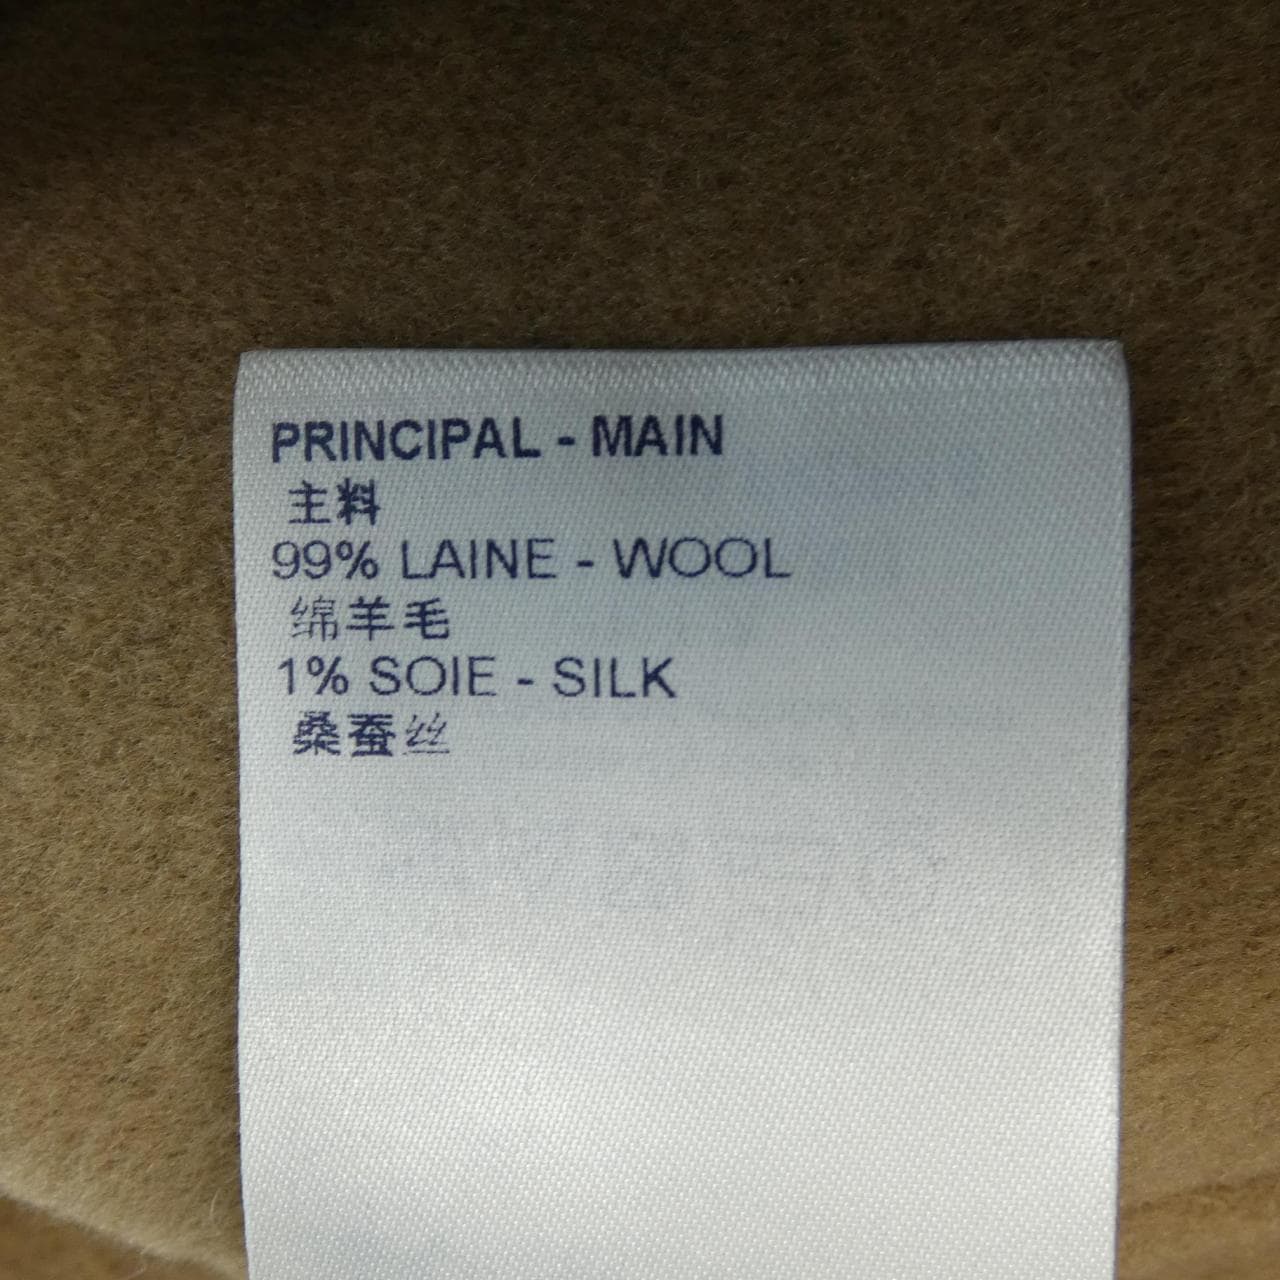 PRINCIPAL - MAIN
主料
99% LAINE - WOOL
绵羊毛
1% SOIE - SILK
桑蚕丝